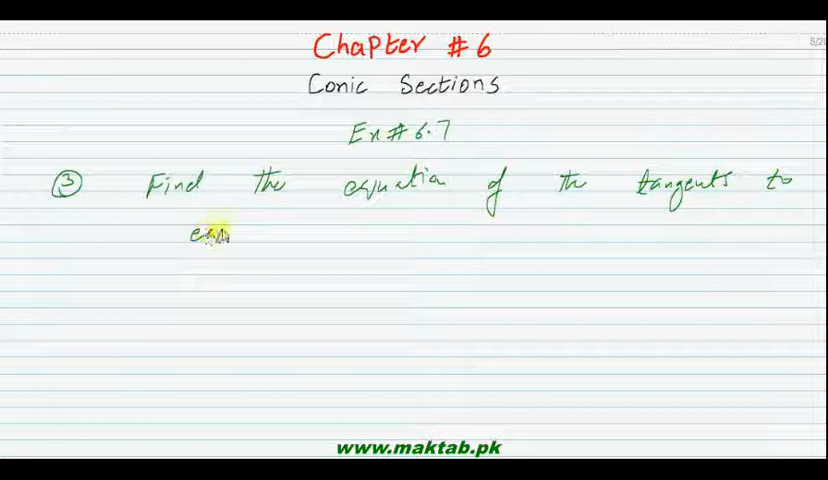 Chapter # 6
Conic Sections
Ex # 6.7
3 Find the equation of the tangents to
www.maktab.pk